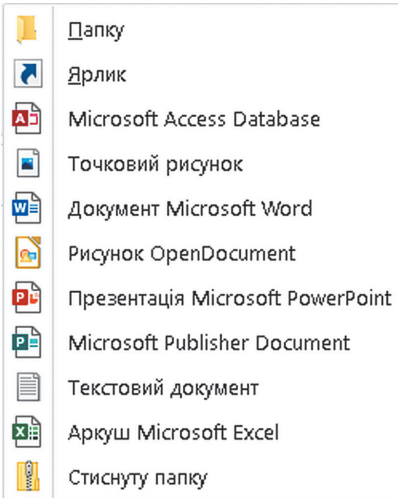 Папку
Ярлик
Microsoft Access Database
Точковий рисунок
Документ Microsoft Word
Рисунок OpenDocument
Презентація Microsoft PowerPoint
Microsoft Publisher Document
Текстовий документ
Аркуш Microsoft Excel
Стиснуту папку